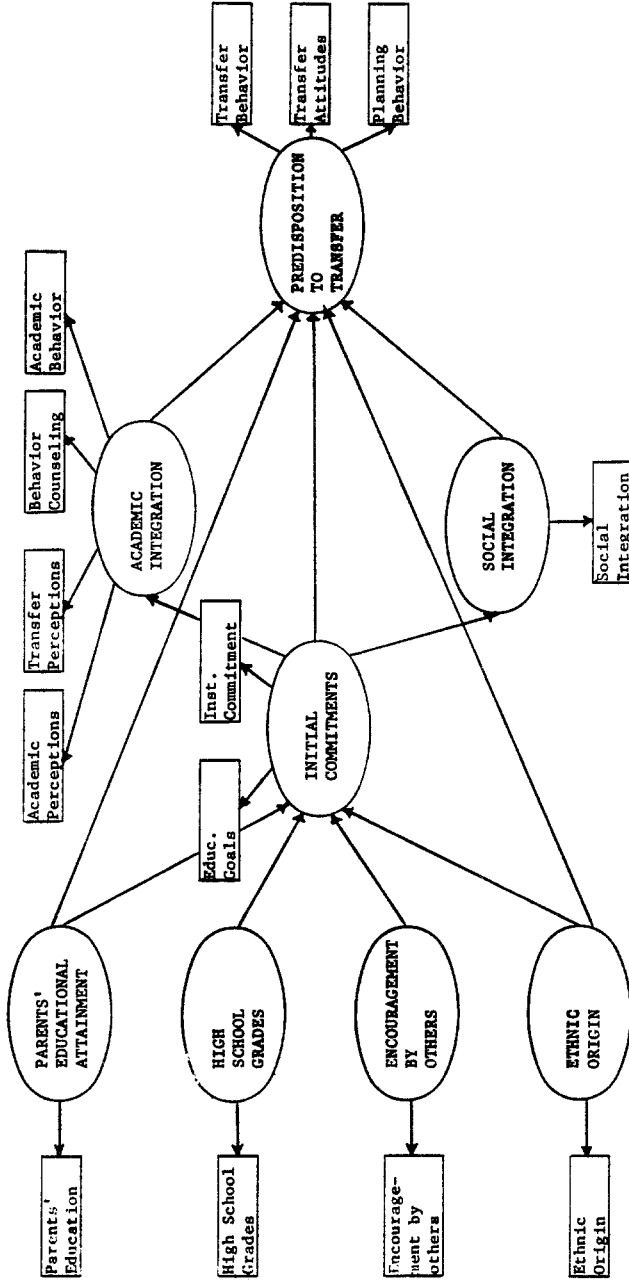 Parents'
Education
High School
Grades
Encourage-
ment by
others
Ethnic
Origin
PARENTS'
EDUCATIONAL
ATTAINMENT
HIGH
SCHOOL
GRADES
ENCOURAGEMENT
BY
OTHERS
ETHNIC
ORIGIN
Educ.
Goals
Inst.
Commitment
INITIAL
COMMITMENTS
Academic
Perceptions
Transfer
Perceptions
Behavior
Counseling
Academic
Behavior
ACADEMIC
INTEGRATION
SOCIAL
INTEGRATION
Social
Integration
PREDISPOSITION
TO
TRANSFER
Transfer
Behavior
Transfer
Attitudes
Planning
Behavior